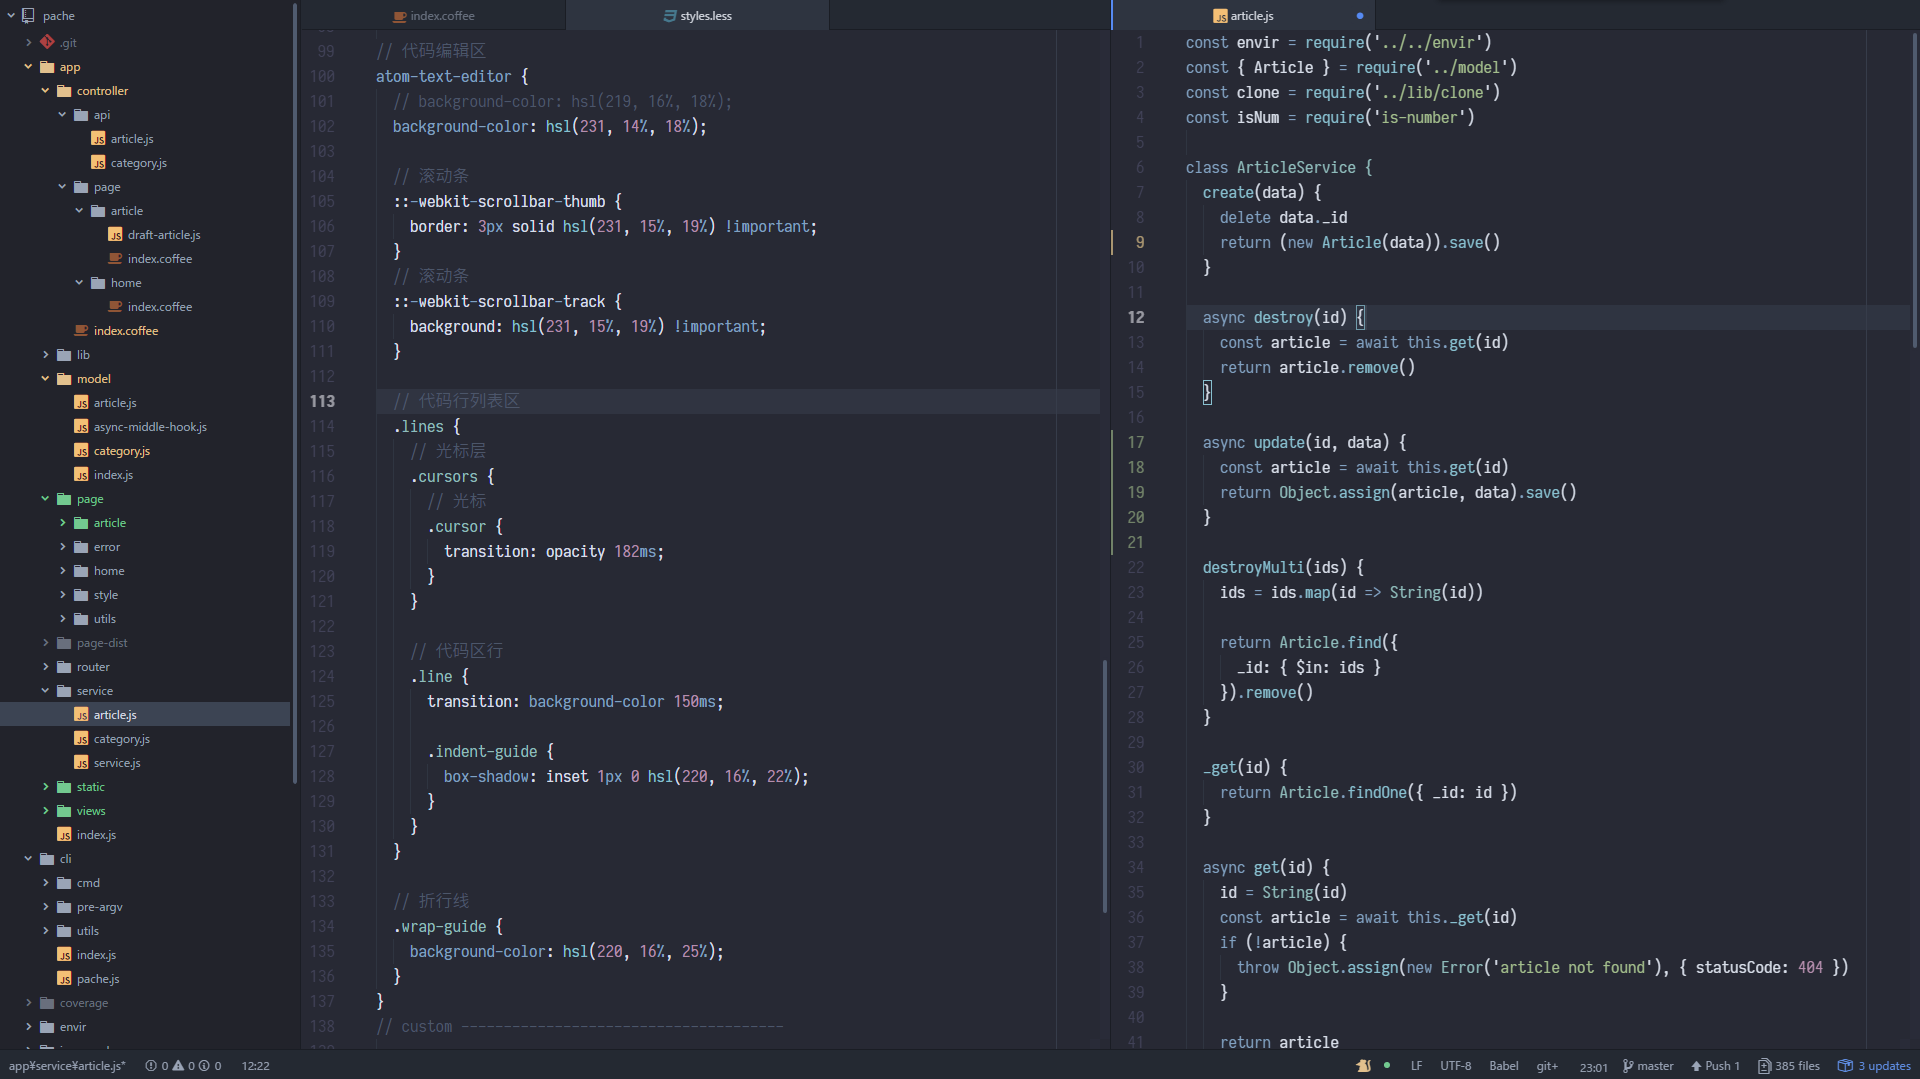 pache
.git
app
controller
api
article.js
category.js
page
article
draft-article.js
index.coffee
home
index.coffee
index.coffee
lib
model
article.js
async-middle-hook.js
category.js
index.js
page
article
error
home
style
utils
page-dist
router
service
article.js
category.js
service.js
static
views
index.js
cli
cmd
pre-argv
utils
index.js
pache.js
coverage
envir
index.coffee
styles.less
99 // 代码编辑区
100 atom-text-editor {
101 // background-color: hsl(219, 16%, 18%);
102 background-color: hsl(231, 14%, 18%);
103
104 // 滚动条
105 ::-webkit-scrollbar-thumb {
106 border: 3px solid hsl(231, 15%, 19%) !important;
107 }
108 // 滚动条
109 ::-webkit-scrollbar-track {
110 background: hsl(231, 15%, 19%) !important;
111 }
112
113 // 代码行列表区
114 .lines {
115 // 光标层
116 .cursors {
117 // 光标
118 .cursor {
119 transition: opacity 182ms;
120 }
121 }
122
123 // 代码区行
124 .line {
125 transition: background-color 150ms;
126
127 .indent-guide {
128 box-shadow: inset 1px 0 hsl(220, 16%, 22%);
129 }
130 }
131 }
132
133 // 折行线
134 .wrap-guide {
135 background-color: hsl(220, 16%, 25%);
136 }
137 }
138 // custom --------------------------------------
article.js
1 const envir = require('../../envir')
2 const { Article } = require('../model')
3 const clone = require('../lib/clone')
4 const isNum = require('is-number')
5
6 class ArticleService {
7 create(data) {
8 delete data._id
9 return (new Article(data)).save()
10 }
11
12 async destroy(id) {
13 const article = await this.get(id)
14 return article.remove()
15 }
16
17 async update(id, data) {
18 const article = await this.get(id)
19 return Object.assign(article, data).save()
20 }
21
22 destroyMulti(ids) {
23 ids = ids.map(id => String(id))
24
25 return Article.find({
26 _id: { $in: ids }
27 }).remove()
28 }
29
30 _get(id) {
31 return Article.findOne({ _id: id })
32 }
33
34 async get(id) {
35 id = String(id)
36 const article = await this._get(id)
37 if (!article) {
38 throw Object.assign(new Error('article not found'), { statusCode: 404 })
39 }
40
41 return article
app¥service¥article.js* 0 0 0 12:22 LF UTF-8 Babel git+ 23:01 master Push 1 385 files 3 updates